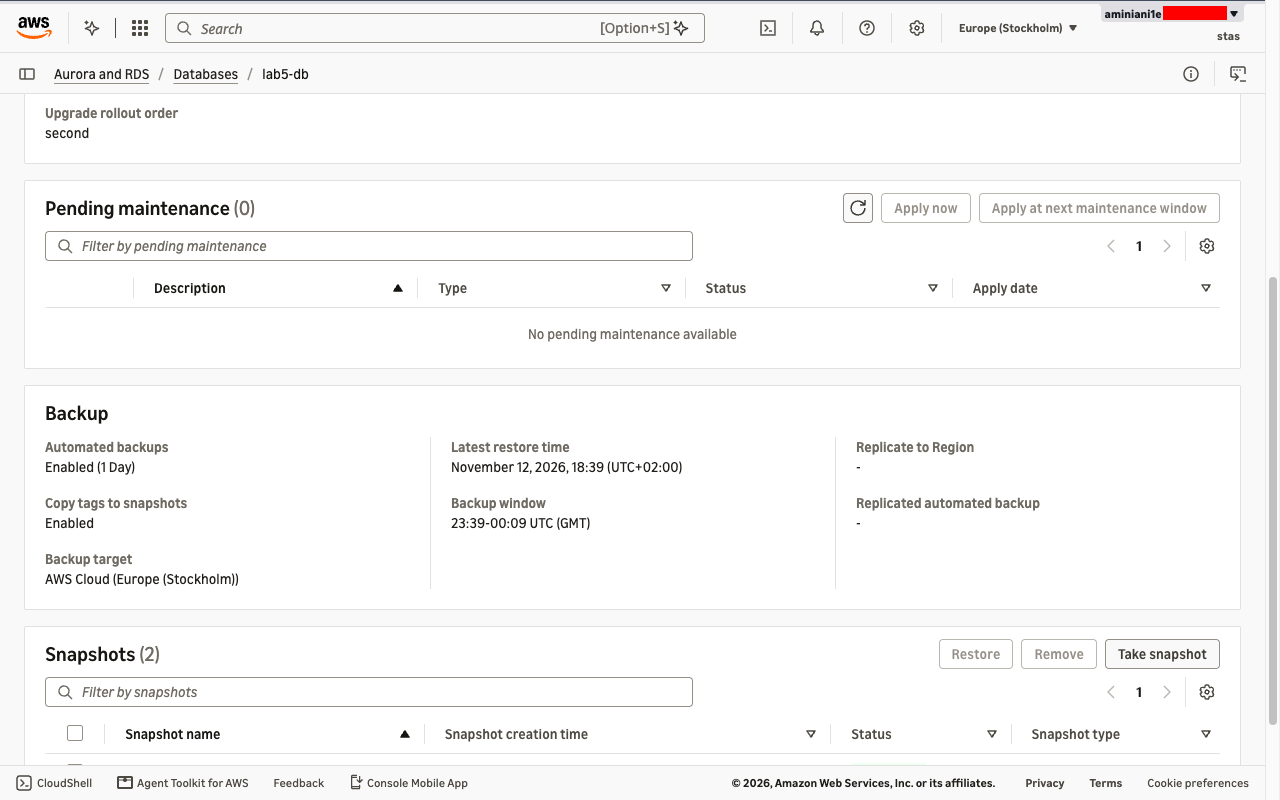 aws
Search [Option+S]
Europe (Stockholm)
aminiani1e
stas
Aurora and RDS / Databases / lab5-db
Upgrade rollout order
second
Pending maintenance (0)
Apply now
Apply at next maintenance window
Filter by pending maintenance
1
Description Type Status Apply date
No pending maintenance available
Backup
Automated backups
Enabled (1 Day)
Copy tags to snapshots
Enabled
Backup target
AWS Cloud (Europe (Stockholm))
Latest restore time
November 12, 2026, 18:39 (UTC+02:00)
Backup window
23:39-00:09 UTC (GMT)
Replicate to Region
-
Replicated automated backup
-
Snapshots (2)
Restore
Remove
Take snapshot
Filter by snapshots
1
Snapshot name Snapshot creation time Status Snapshot type
CloudShell Agent Toolkit for AWS Feedback Console Mobile App © 2026, Amazon Web Services, Inc. or its affiliates. Privacy Terms Cookie preferences